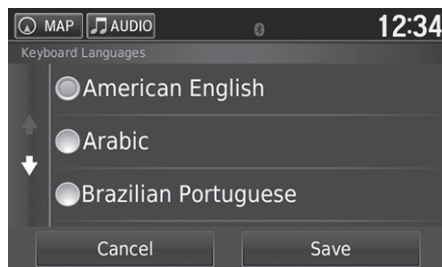 MAP AUDIO 12:34
Keyboard Languages
American English
Arabic
Brazilian Portuguese
Cancel Save